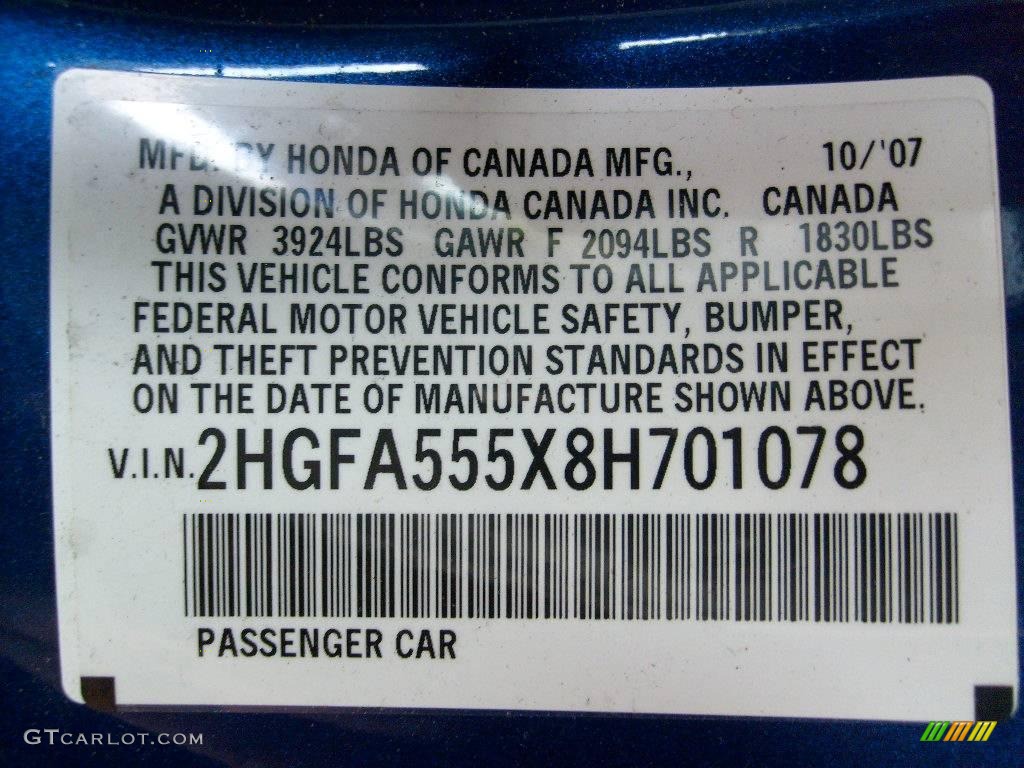 MFD. BY HONDA OF CANADA MFG., 10/'07
A DIVISION OF HONDA CANADA INC. CANADA
GVWR 3924LBS GAWR F 2094LBS R 1830LBS
THIS VEHICLE CONFORMS TO ALL APPLICABLE
FEDERAL MOTOR VEHICLE SAFETY, BUMPER,
AND THEFT PREVENTION STANDARDS IN EFFECT
ON THE DATE OF MANUFACTURE SHOWN ABOVE.
V.I.N. 2HGFA555X8H701078
PASSENGER CAR
GTCARLOT.COM